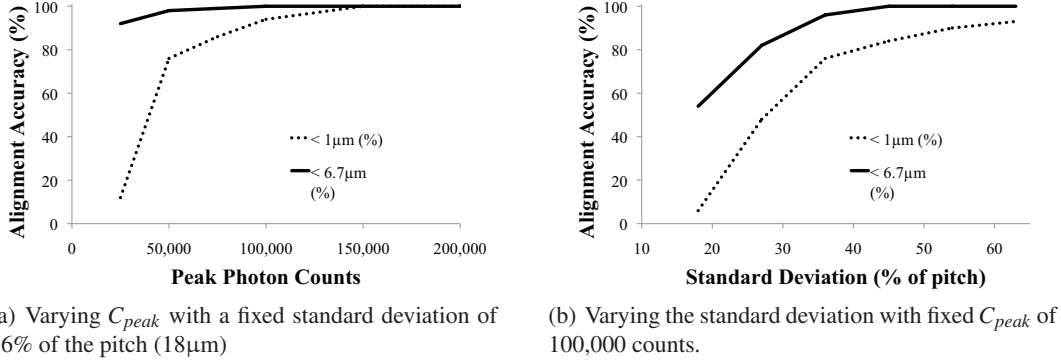 Alignment Accuracy (%)
100
80
60
40
20
0
< 1µm (%)
< 6.7µm
(%)
0 50,000 100,000 150,000 200,000
Peak Photon Counts
a) Varying Cpeak with a fixed standard deviation of
6% of the pitch (18µm)
Alignment Accuracy (%)
100
80
60
40
20
0
< 1µm (%)
< 6.7µm
(%)
10 20 30 40 50 60
Standard Deviation (% of pitch)
(b) Varying the standard deviation with fixed Cpeak of
100,000 counts.